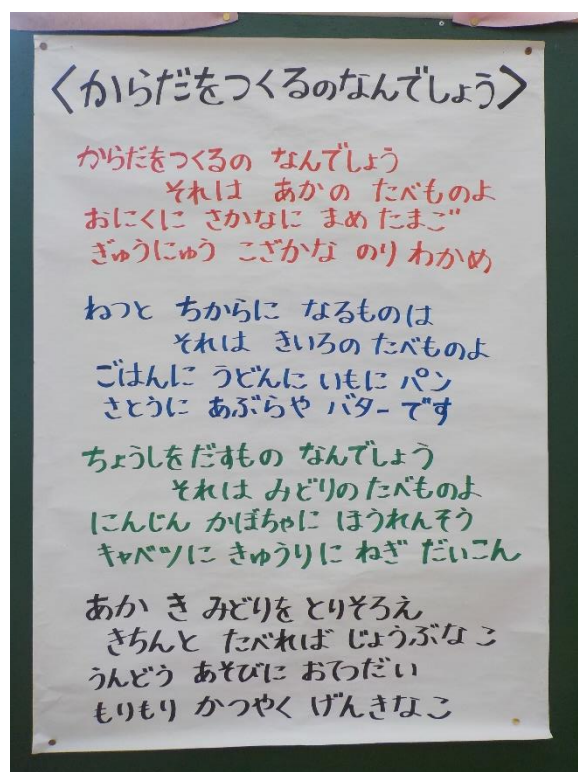 〈からだをつくるのなんでしょう〉
からだをつくるの なんでしょう
それは あかの たべものよ
おにくに さかなに まめ たまご
ぎゅうにゅう こざかな のり わかめ
ねつと ちからに なるものは
それは きいろの たべものよ
ごはんに うどんに いもに パン
さとうに あぶらや バターです
ちょうしをだすもの なんでしょう
それは みどりの たべものよ
にんじん かぼちゃに ほうれんそう
キャベツに きゅうりに ねぎ だいこん
あか き みどりを とりそろえ
きちんと たべれば じょうぶなこ
うんどう あそびに おてつだい
もりもり かつやく げんきなこ